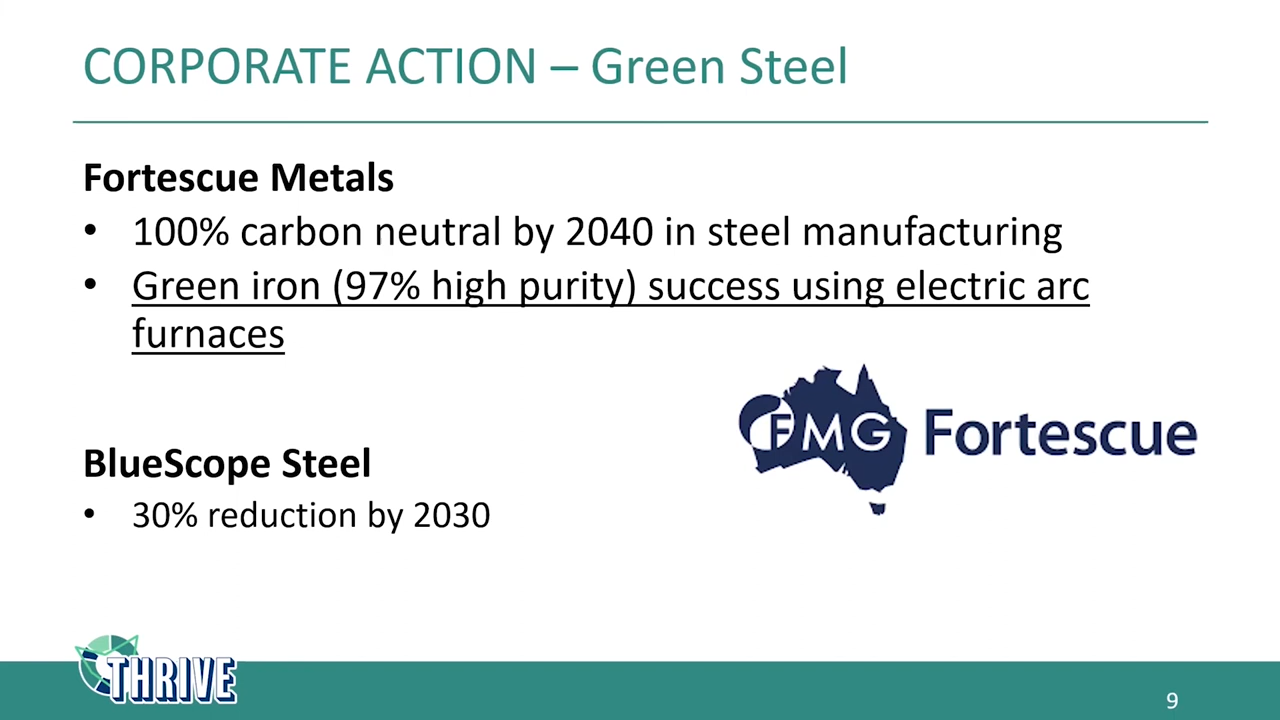 CORPORATE ACTION – Green Steel
Fortescue Metals
• 100% carbon neutral by 2040 in steel manufacturing
• Green iron (97% high purity) success using electric arc
furnaces
FMG Fortescue
BlueScope Steel
• 30% reduction by 2030
THRIVE
9